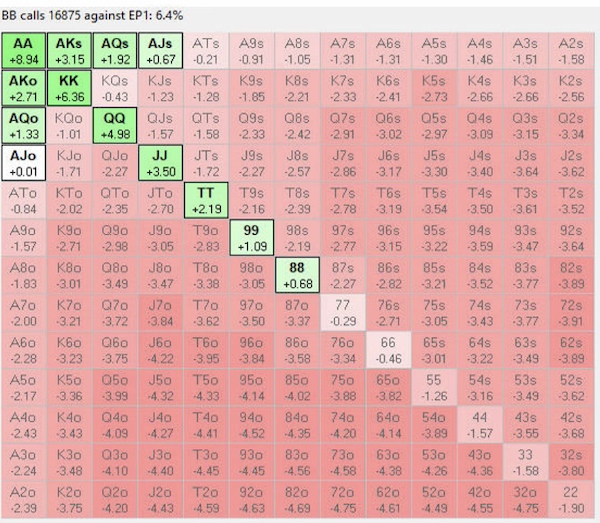 BB calls 16875 against EP1: 6.4%
AA AKs AQs AJs ATs A9s A8s A7s A6s A5s A4s A3s A2s
+8.94 +3.15 +1.92 +0.67 -0.21 -0.91 -1.05 -1.31 -1.31 -1.30 -1.46 -1.51 -1.58
AKo KK KQs KJs KTs K9s K8s K7s K6s K5s K4s K3s K2s
+2.71 +6.36 -0.43 -1.23 -1.28 -1.85 -2.21 -2.33 -2.41 -2.73 -2.66 -2.66 -2.56
AQo KQo QQ QJs QTs Q9s Q8s Q7s Q6s Q5s Q4s Q3s Q2s
+1.33 -1.01 +4.98 -1.57 -1.58 -2.33 -2.42 -2.91 -3.02 -2.97 -3.09 -3.15 -3.34
AJo KJo QJo JJ JTs J9s J8s J7s J6s J5s J4s J3s J2s
+0.01 -1.71 -2.27 +3.50 -1.72 -2.27 -2.57 -2.86 -3.17 -3.30 -3.40 -3.64 -3.62
ATo KTo QTo JTo TT T9s T8s T7s T6s T5s T4s T3s T2s
-0.84 -2.02 -2.35 -2.70 +2.19 -2.16 -2.39 -2.78 -3.19 -3.54 -3.50 -3.61 -3.52
A9o K9o Q9o J9o T9o 99 98s 97s 96s 95s 94s 93s 92s
-1.57 -2.71 -2.98 -3.05 -2.83 +1.09 -2.19 -2.77 -3.15 -3.22 -3.59 -3.47 -3.64
A8o K8o Q8o J8o T8o 98o 88 87s 86s 85s 84s 83s 82s
-1.83 -3.01 -3.49 -3.47 -3.38 -3.05 +0.68 -2.27 -2.82 -3.21 -3.52 -3.77 -3.89
A7o K7o Q7o J7o T7o 97o 87o 77 76s 75s 74s 73s 72s
-2.00 -3.21 -3.72 -3.84 -3.62 -3.50 -3.37 -0.29 -2.71 -3.05 -3.43 -3.77 -3.91
A6o K6o Q6o J6o T6o 96o 86o 76o 66 65s 64s 63s 62s
-2.28 -3.23 -3.75 -4.22 -3.95 -3.84 -3.58 -3.34 -0.46 -3.01 -3.22 -3.49 -3.89
A5o K5o Q5o J5o T5o 95o 85o 75o 65o 55 54s 53s 52s
-2.17 -3.36 -3.99 -4.32 -4.33 -4.14 -4.02 -3.88 -3.82 -1.26 -3.16 -3.49 -3.62
A4o K4o Q4o J4o T4o 94o 84o 74o 64o 54o 44 43s 42s
-2.43 -3.43 -4.09 -4.27 -4.41 -4.52 -4.35 -4.20 -4.14 -3.89 -1.57 -3.55 -3.68
A3o K3o Q3o J3o T3o 93o 83o 73o 63o 53o 43o 33 32s
-2.24 -3.48 -4.10 -4.40 -4.45 -4.45 -4.56 -4.58 -4.38 -4.26 -4.36 -1.58 -3.80
A2o K2o Q2o J2o T2o 92o 82o 72o 62o 52o 42o 32o 22
-2.39 -3.75 -4.20 -4.43 -4.59 -4.63 -4.69 -4.75 -4.61 -4.49 -4.55 -4.75 -1.90